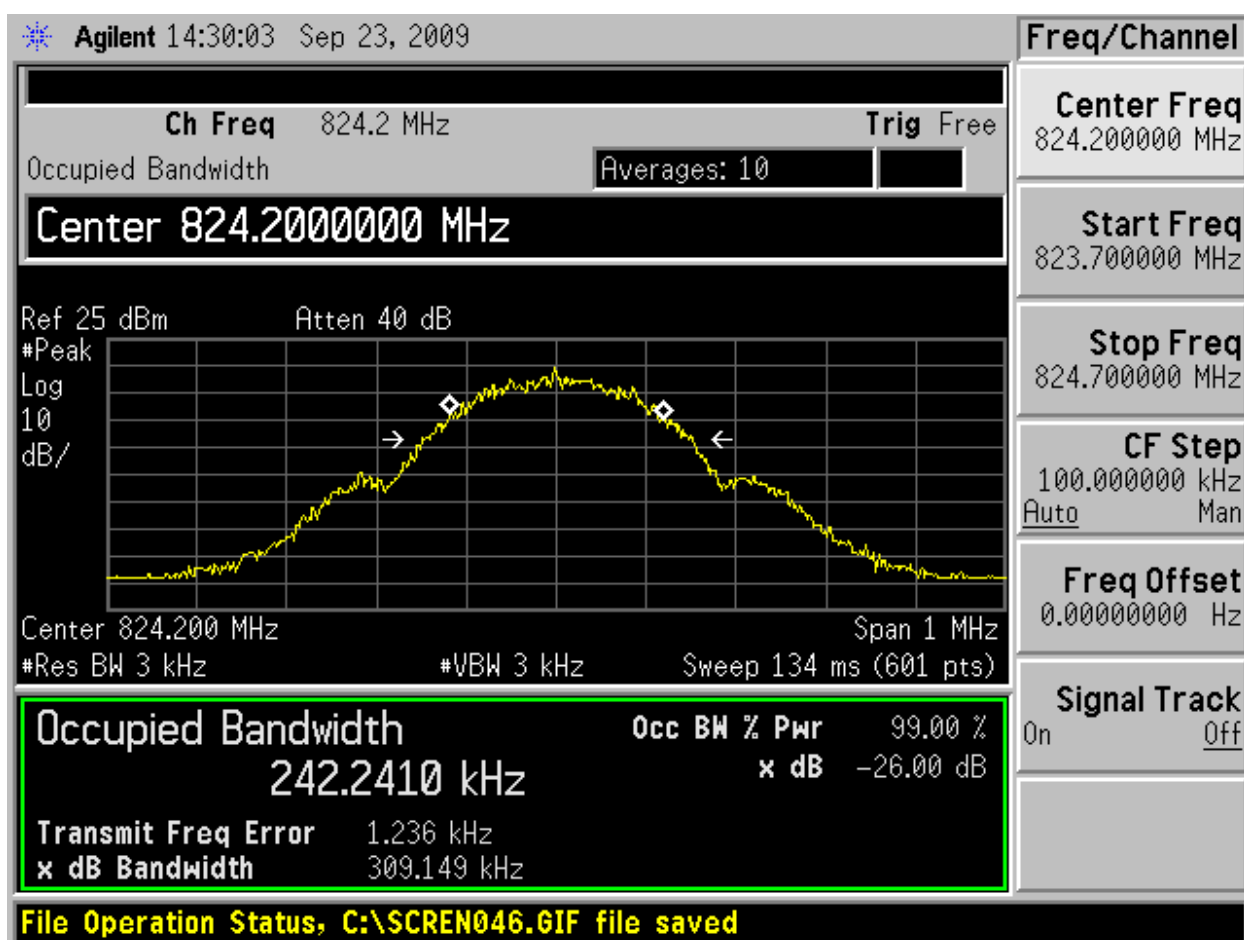 Agilent 14:30:03 Sep 23, 2009
Freq/Channel
Ch Freq 824.2 MHz
Trig Free
Occupied Bandwidth
Averages: 10
Center 824.2000000 MHz
Ref 25 dBm
Atten 40 dB
#Peak
Log
10
dB/
Center 824.200 MHz
Span 1 MHz
#Res BW 3 kHz
#VBW 3 kHz
Sweep 134 ms (601 pts)
Occupied Bandwidth
242.2410 kHz
Occ BW % Pwr 99.00 %
x dB -26.00 dB
Transmit Freq Error 1.236 kHz
x dB Bandwidth 309.149 kHz
Center Freq
824.200000 MHz
Start Freq
823.700000 MHz
Stop Freq
824.700000 MHz
CF Step
100.000000 kHz
Auto Man
Freq Offset
0.00000000 Hz
Signal Track
On Off
File Operation Status, C:\SCREN046.GIF file saved